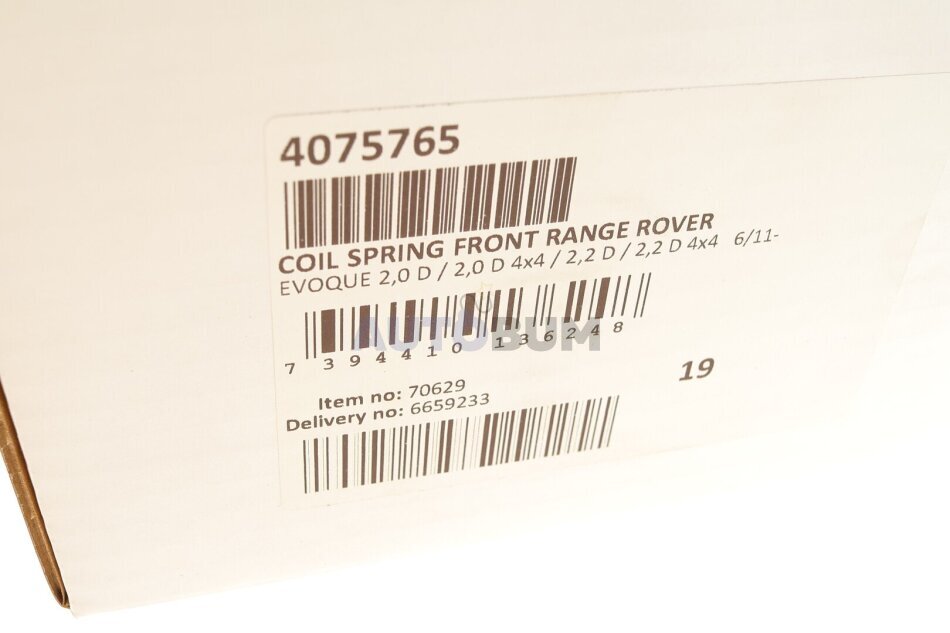 4075765
COIL SPRING FRONT RANGE ROVER
EVOQUE 2,0 D / 2,0 D 4x4 / 2,2 D / 2,2 D 4x4 6/11-
AUTOBUM
7 394410 136248
19
Item no: 70629
Delivery no: 6659233